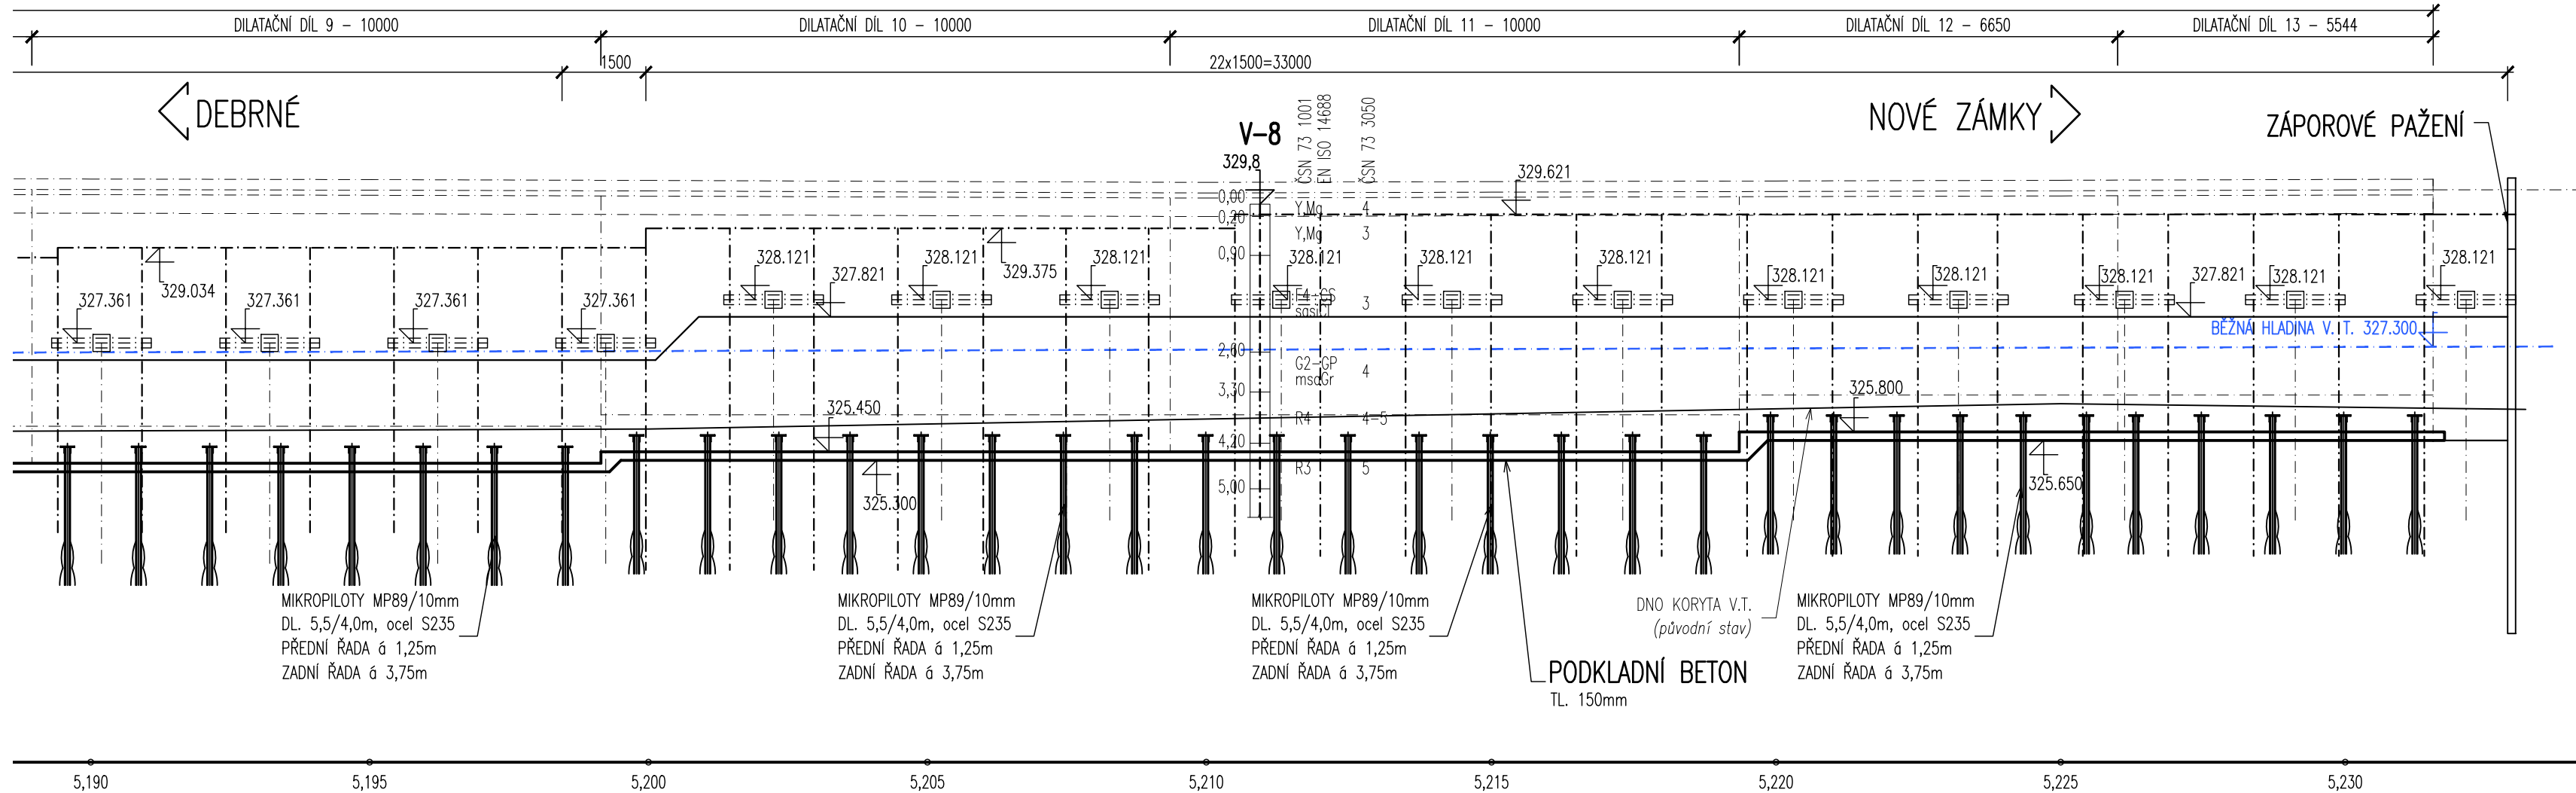 DILATAČNÍ DÍL 9 – 10000
DILATAČNÍ DÍL 10 – 10000
DILATAČNÍ DÍL 11 – 10000
DILATAČNÍ DÍL 12 – 6650
DILATAČNÍ DÍL 13 – 5544
1500
22x1500=33000
DEBRNÉ
NOVÉ ZÁMKY
ZÁPOROVÉ PAŽENÍ
V–8
329,8
ČSN 73 1001
EN ISO 14688
ČSN 73 3050
0,00
0,20
0,90
2,60
3,30
4,20
5,00
Y,Mg 4
Y,Mg 3
F4–CS
sasiCl
3
G2–GP
msaGr
4
R4 4–5
R3 5
329.621
329.034
329.375
327.361
327.361
327.361
327.361
328.121
327.821
328.121
328.121
328.121
328.121
328.121
328.121
328.121
328.121
327.821
328.121
328.121
BĚŽNÁ HLADINA V. T. 327.300
325.450
325.300
325.800
325.650
MIKROPILOTY MP89/10mm
DL. 5,5/4,0m, ocel S235
PŘEDNÍ ŘADA á 1,25m
ZADNÍ ŘADA á 3,75m
MIKROPILOTY MP89/10mm
DL. 5,5/4,0m, ocel S235
PŘEDNÍ ŘADA á 1,25m
ZADNÍ ŘADA á 3,75m
MIKROPILOTY MP89/10mm
DL. 5,5/4,0m, ocel S235
PŘEDNÍ ŘADA á 1,25m
ZADNÍ ŘADA á 3,75m
PODKLADNÍ BETON
TL. 150mm
DNO KORYTA V.T.
(původní stav)
MIKROPILOTY MP89/10mm
DL. 5,5/4,0m, ocel S235
PŘEDNÍ ŘADA á 1,25m
ZADNÍ ŘADA á 3,75m
5,190
5,195
5,200
5,205
5,210
5,215
5,220
5,225
5,230